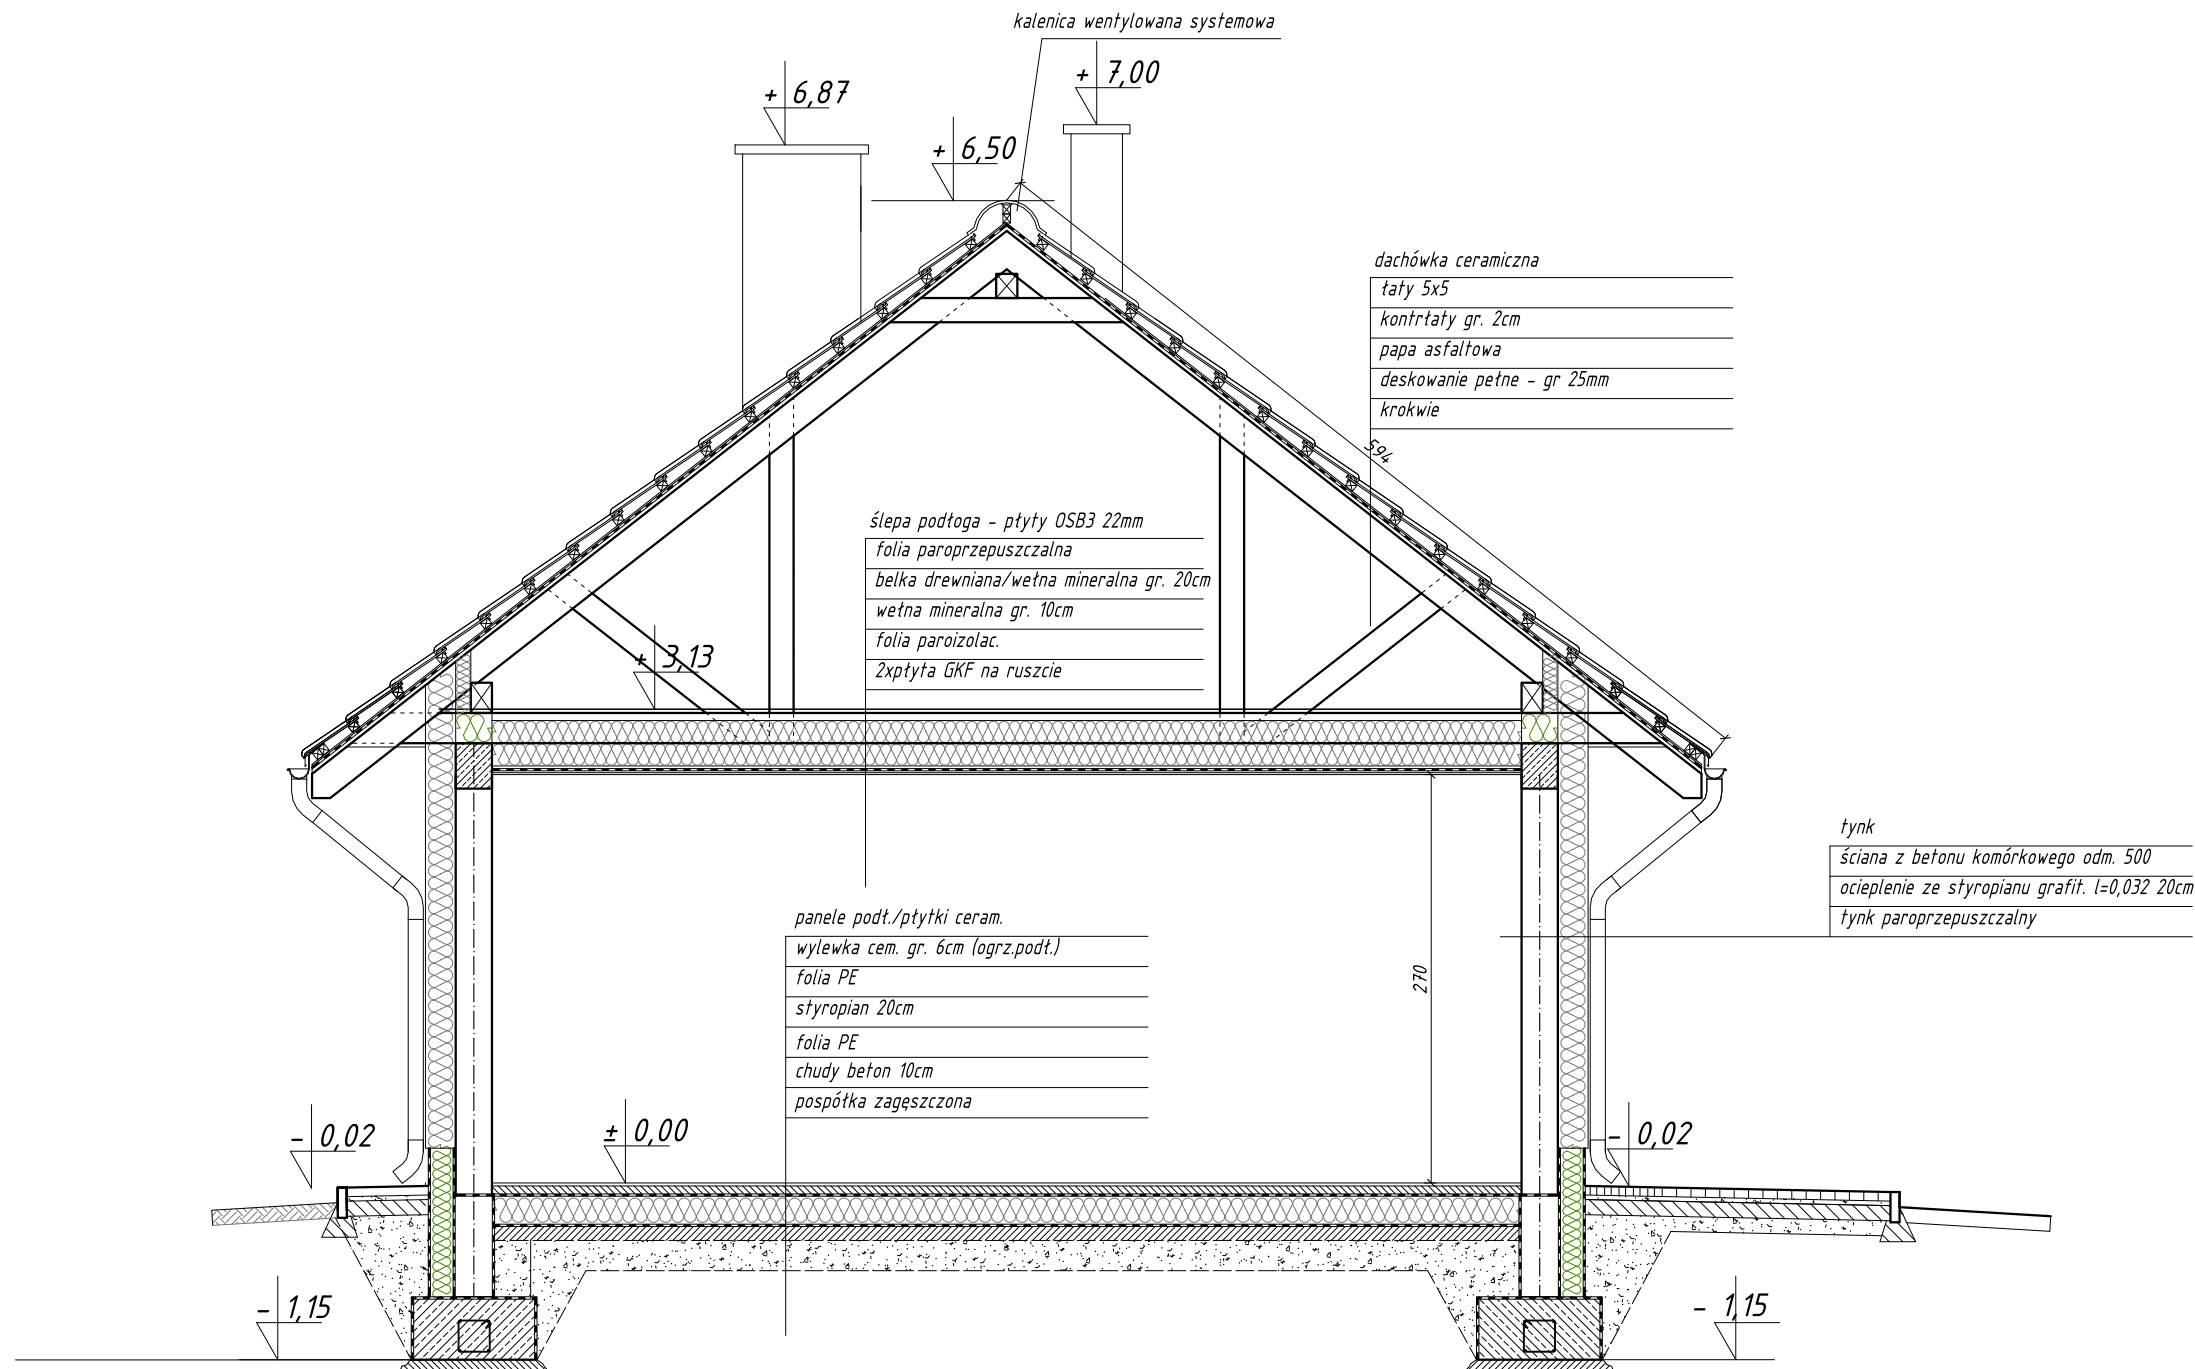 kalenica wentylowana systemowa
+ 7,00
+ 6,87
+ 6,50
dachówka ceramiczna
łaty 5x5
kontrłaty gr. 2cm
papa asfaltowa
deskowanie pełne - gr 25mm
krokwie
594
ślepa podłoga - płyty OSB3 22mm
folia paroprzepuszczalna
belka drewniana/wełna mineralna gr. 20cm
wełna mineralna gr. 10cm
folia paroizolac.
2xpłyta GKF na ruszcie
+ 3,13
tynk
ściana z betonu komórkowego odm. 500
ocieplenie ze styropianu grafit. l=0,032 20cm
tynk paroprzepuszczalny
panele podł./płytki ceram.
wylewka cem. gr. 6cm (ogrz.podł.)
folia PE
styropian 20cm
folia PE
chudy beton 10cm
pospółka zagęszczona
270
- 0,02
± 0,00
- 0,02
- 1,15
- 1,15